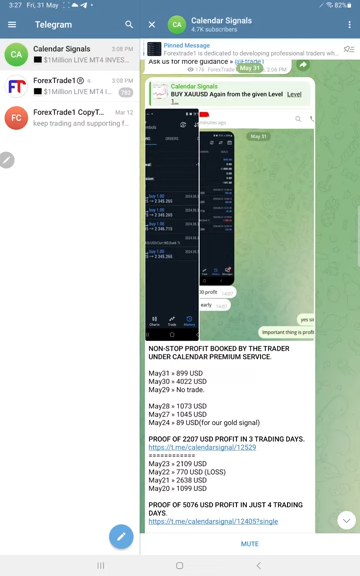 3:27 Fri, 31 May
82%
Telegram
Calendar Signals
3:08 PM
$1Million LIVE MT4 INVES...
ForexTrade1
3:08 PM
$1Million LIVE MT4 I...
FC
ForexTrade1 CopyT...
Mar 12
keep trading and supporting f...
CA
Calendar Signals
4.7K subscribers
Pinned Message
Forextrade1 is dedicated to developing professional traders wh...
Ask us for more guidance » @trade1
May 31
Calendar Signals
BUY XAUUSD Again from the given Level Level
1...
May 31
ORDERS
Charts
Trade
History
early
Important thing is profit
NON-STOP PROFIT BOOKED BY THE TRADER
UNDER CALENDAR PREMIUM SERVICE.
May31 = 899 USD
May30 = 4022 USD
May29 = No trade.
May28 = 1073 USD
May27 = 1045 USD
May24 = 89 USD(for our gold signal)
PROOF OF 2207 USD PROFIT IN 3 TRADING DAYS.
https://t.me/calendarsignal/12529
============
May23 = 2109 USD
May22 = 770 USD (LOSS)
May21 = 2638 USD
May20 = 1099 USD
PROOF OF 5076 USD PROFIT IN JUST 4 TRADING
DAYS.
https://t.me/calendarsignal/12405?single
MUTE